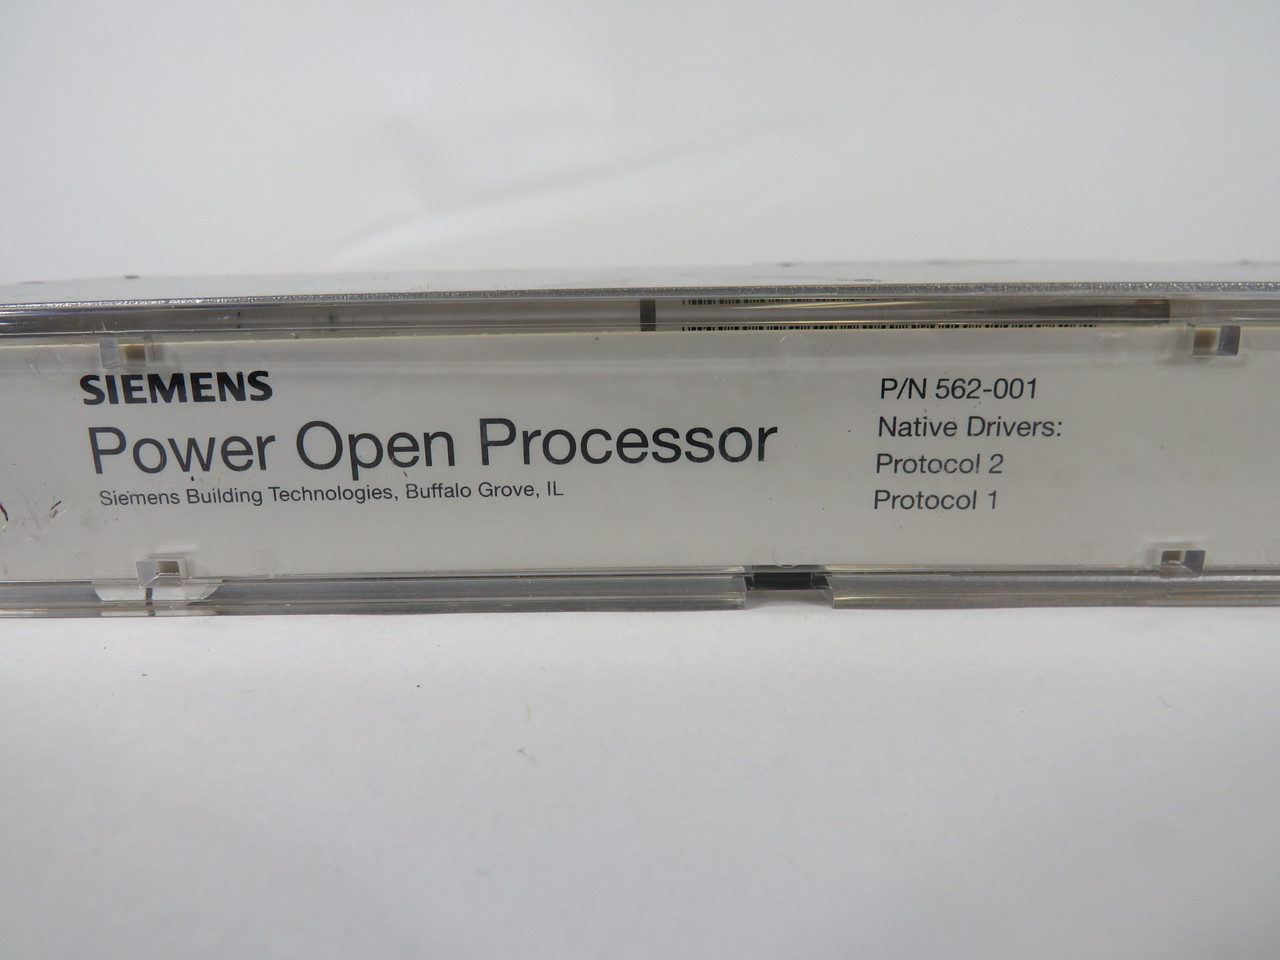 SIEMENS
Power Open Processor
Siemens Building Technologies, Buffalo Grove, IL
P/N 562-001
Native Drivers:
Protocol 2
Protocol 1